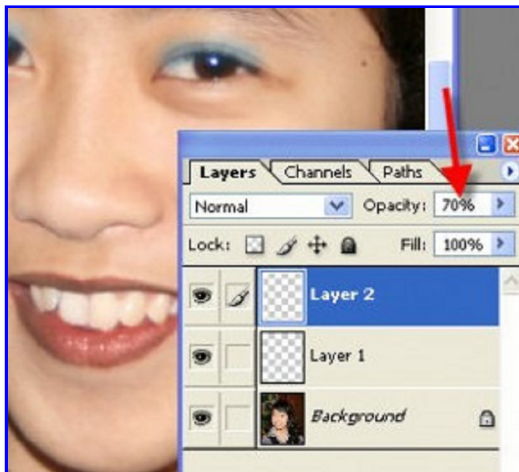 Layers Channels Paths
Normal Opacity: 70%
Lock: Fill: 100%
Layer 2
Layer 1
Background